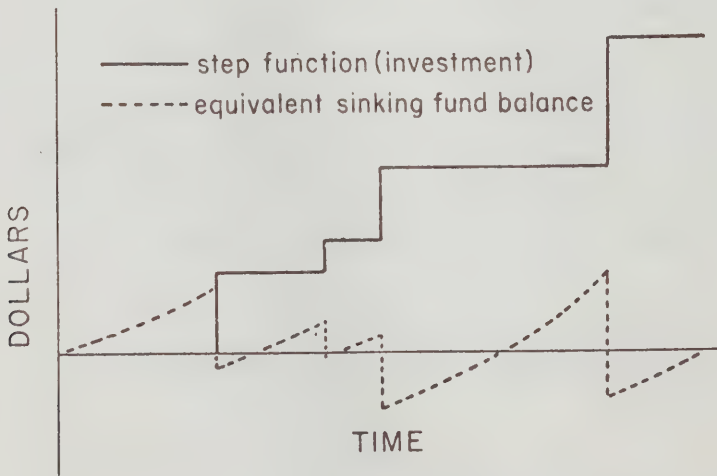 step function (investment)
equivalent sinking fund balance
DOLLARS
TIME